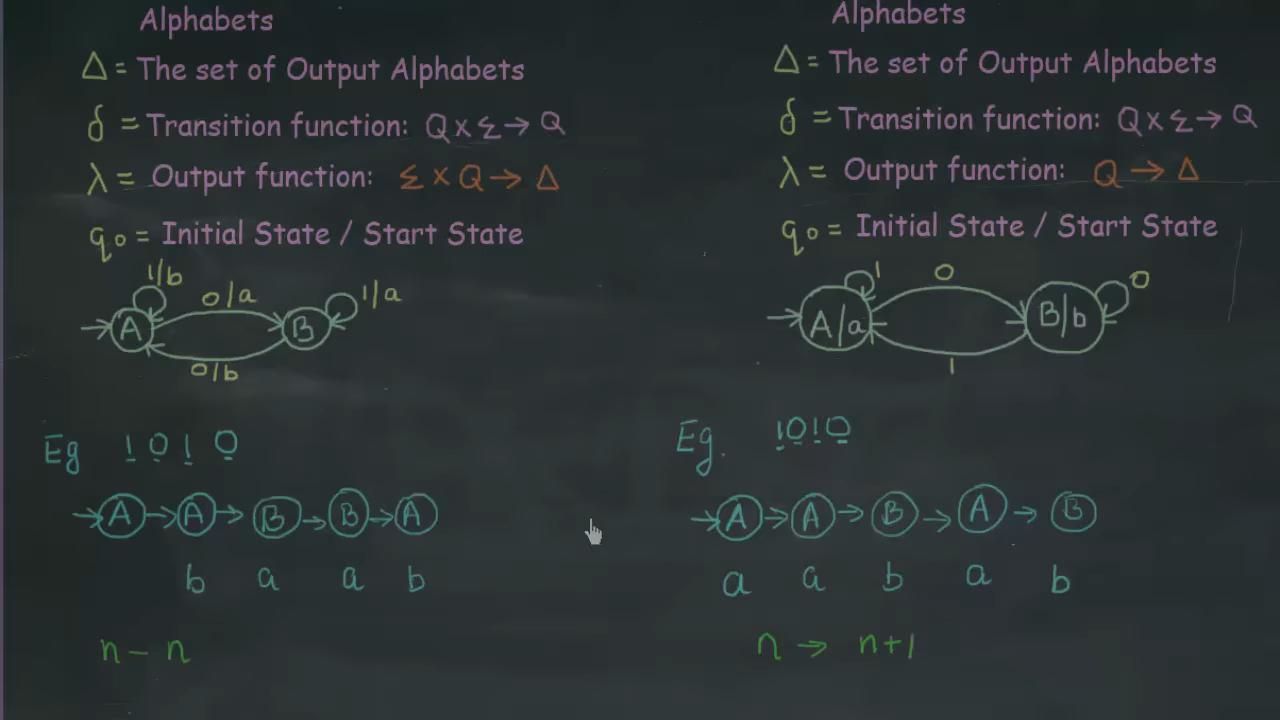 Alphabets
Δ = The set of Output Alphabets
δ = Transition function: Q × Σ → Q
λ = Output function: Σ × Q → Δ
q0 = Initial State / Start State
1/b
0/a
1/a
A
B
0/b
Eg 1 0 1 0
→ A → A → B → B → A
b a a b
n – n
Alphabets
Δ = The set of Output Alphabets
δ = Transition function: Q × Σ → Q
λ = Output function: Q → Δ
q0 = Initial State / Start State
1
0
0
A/a
B/b
1
Eg. 1010
→ A → A → B → A → B
a a b a b
n → n+1